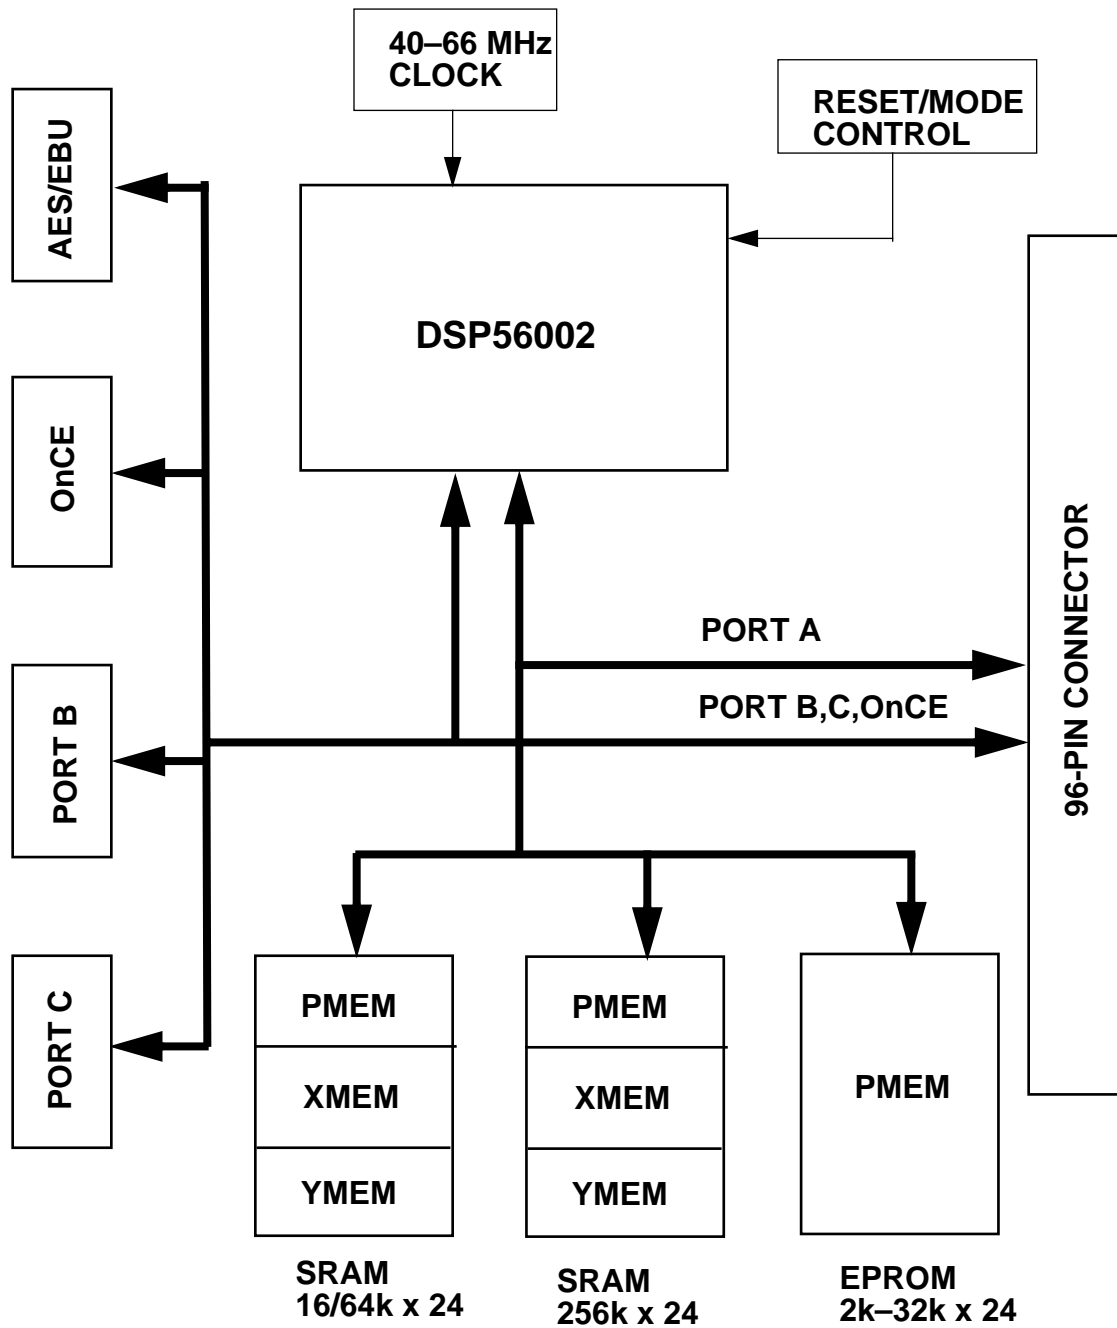 40–66 MHz
CLOCK
RESET/MODE
CONTROL
AES/EBU
DSP56002
OnCE
96-PIN CONNECTOR
PORT A
PORT B,C,OnCE
PORT B
PORT C
PMEM
XMEM
YMEM
SRAM
16/64k x 24
PMEM
XMEM
YMEM
SRAM
256k x 24
PMEM
EPROM
2k–32k x 24